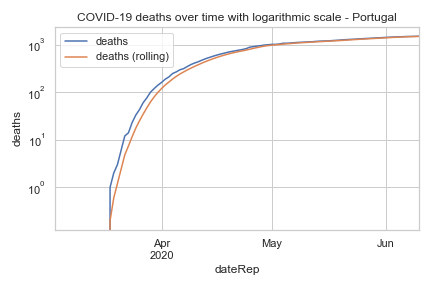 COVID-19 deaths over time with logarithmic scale - Portugal
deaths
deaths (rolling)
10³
10²
10¹
10⁰
deaths
Apr
2020
May
Jun
dateRep